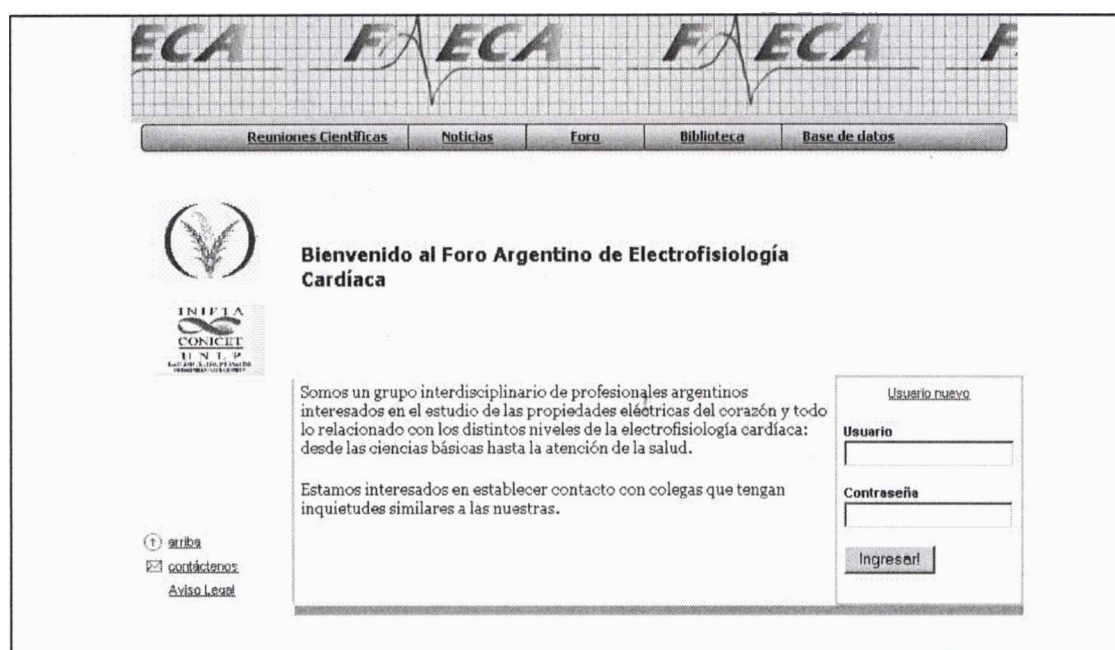 ECA FAECA FAECA F
Reuniones Científicas Noticias Foro Biblioteca Base de datos
Bienvenido al Foro Argentino de Electrofisiología
Cardíaca
INIFTA
CONICET
U N L P
Somos un grupo interdisciplinario de profesionales argentinos
interesados en el estudio de las propiedades eléctricas del corazón y todo
lo relacionado con los distintos niveles de la electrofisiología cardíaca:
desde las ciencias básicas hasta la atención de la salud.
Estamos interesados en establecer contacto con colegas que tengan
inquietudes similares a las nuestras.
Usuario nuevo
Usuario
Contraseña
Ingresar!
arriba
contáctenos
Aviso Legal